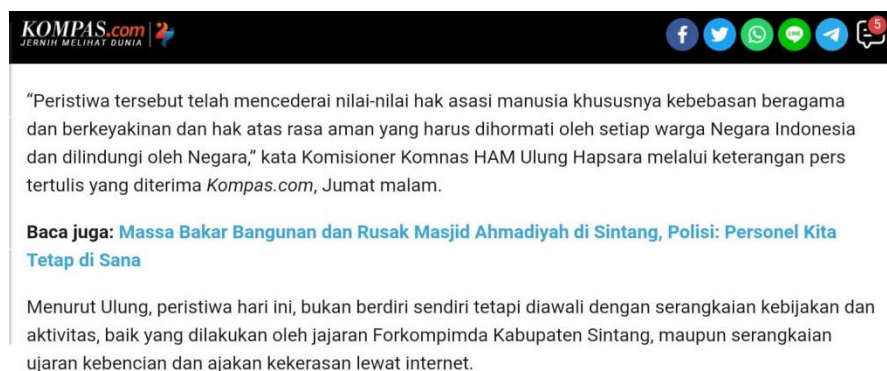 KOMPAS.com
JERNIH MELIHAT DUNIA
5
LINE
“Peristiwa tersebut telah mencederai nilai-nilai hak asasi manusia khususnya kebebasan beragama
dan berkeyakinan dan hak atas rasa aman yang harus dihormati oleh setiap warga Negara Indonesia
dan dilindungi oleh Negara,” kata Komisioner Komnas HAM Ulung Hapsara melalui keterangan pers
tertulis yang diterima Kompas.com, Jumat malam.
Baca juga: Massa Bakar Bangunan dan Rusak Masjid Ahmadiyah di Sintang, Polisi: Personel Kita
Tetap di Sana
Menurut Ulung, peristiwa hari ini, bukan berdiri sendiri tetapi diawali dengan serangkaian kebijakan dan
aktivitas, baik yang dilakukan oleh jajaran Forkompimda Kabupaten Sintang, maupun serangkaian
ujaran kebencian dan ajakan kekerasan lewat internet.